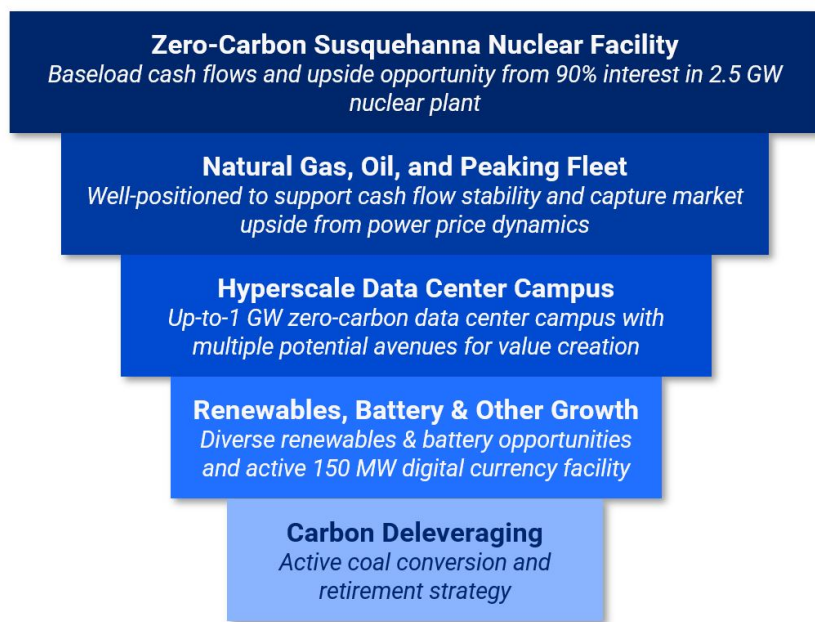 Zero-Carbon Susquehanna Nuclear Facility
Baseload cash flows and upside opportunity from 90% interest in 2.5 GW
nuclear plant
Natural Gas, Oil, and Peaking Fleet
Well-positioned to support cash flow stability and capture market
upside from power price dynamics
Hyperscale Data Center Campus
Up-to-1 GW zero-carbon data center campus with
multiple potential avenues for value creation
Renewables, Battery & Other Growth
Diverse renewables & battery opportunities
and active 150 MW digital currency facility
Carbon Deleveraging
Active coal conversion and
retirement strategy